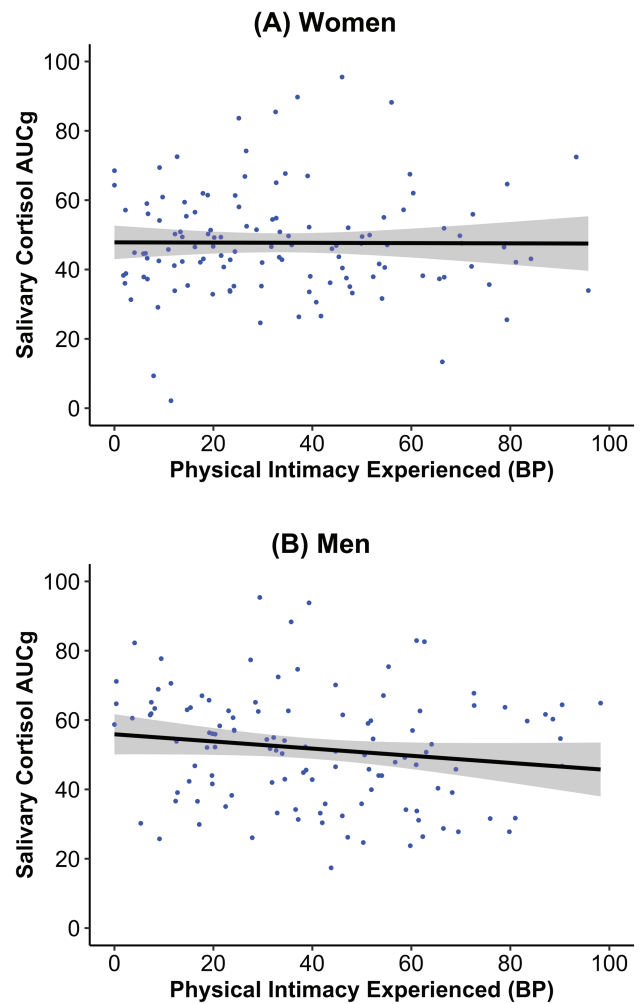 (A) Women
Salivary Cortisol AUCg
100
80
60
40
20
0
0 20 40 60 80 100
Physical Intimacy Experienced (BP)
(B) Men
Salivary Cortisol AUCg
100
80
60
40
20
0
0 20 40 60 80 100
Physical Intimacy Experienced (BP)